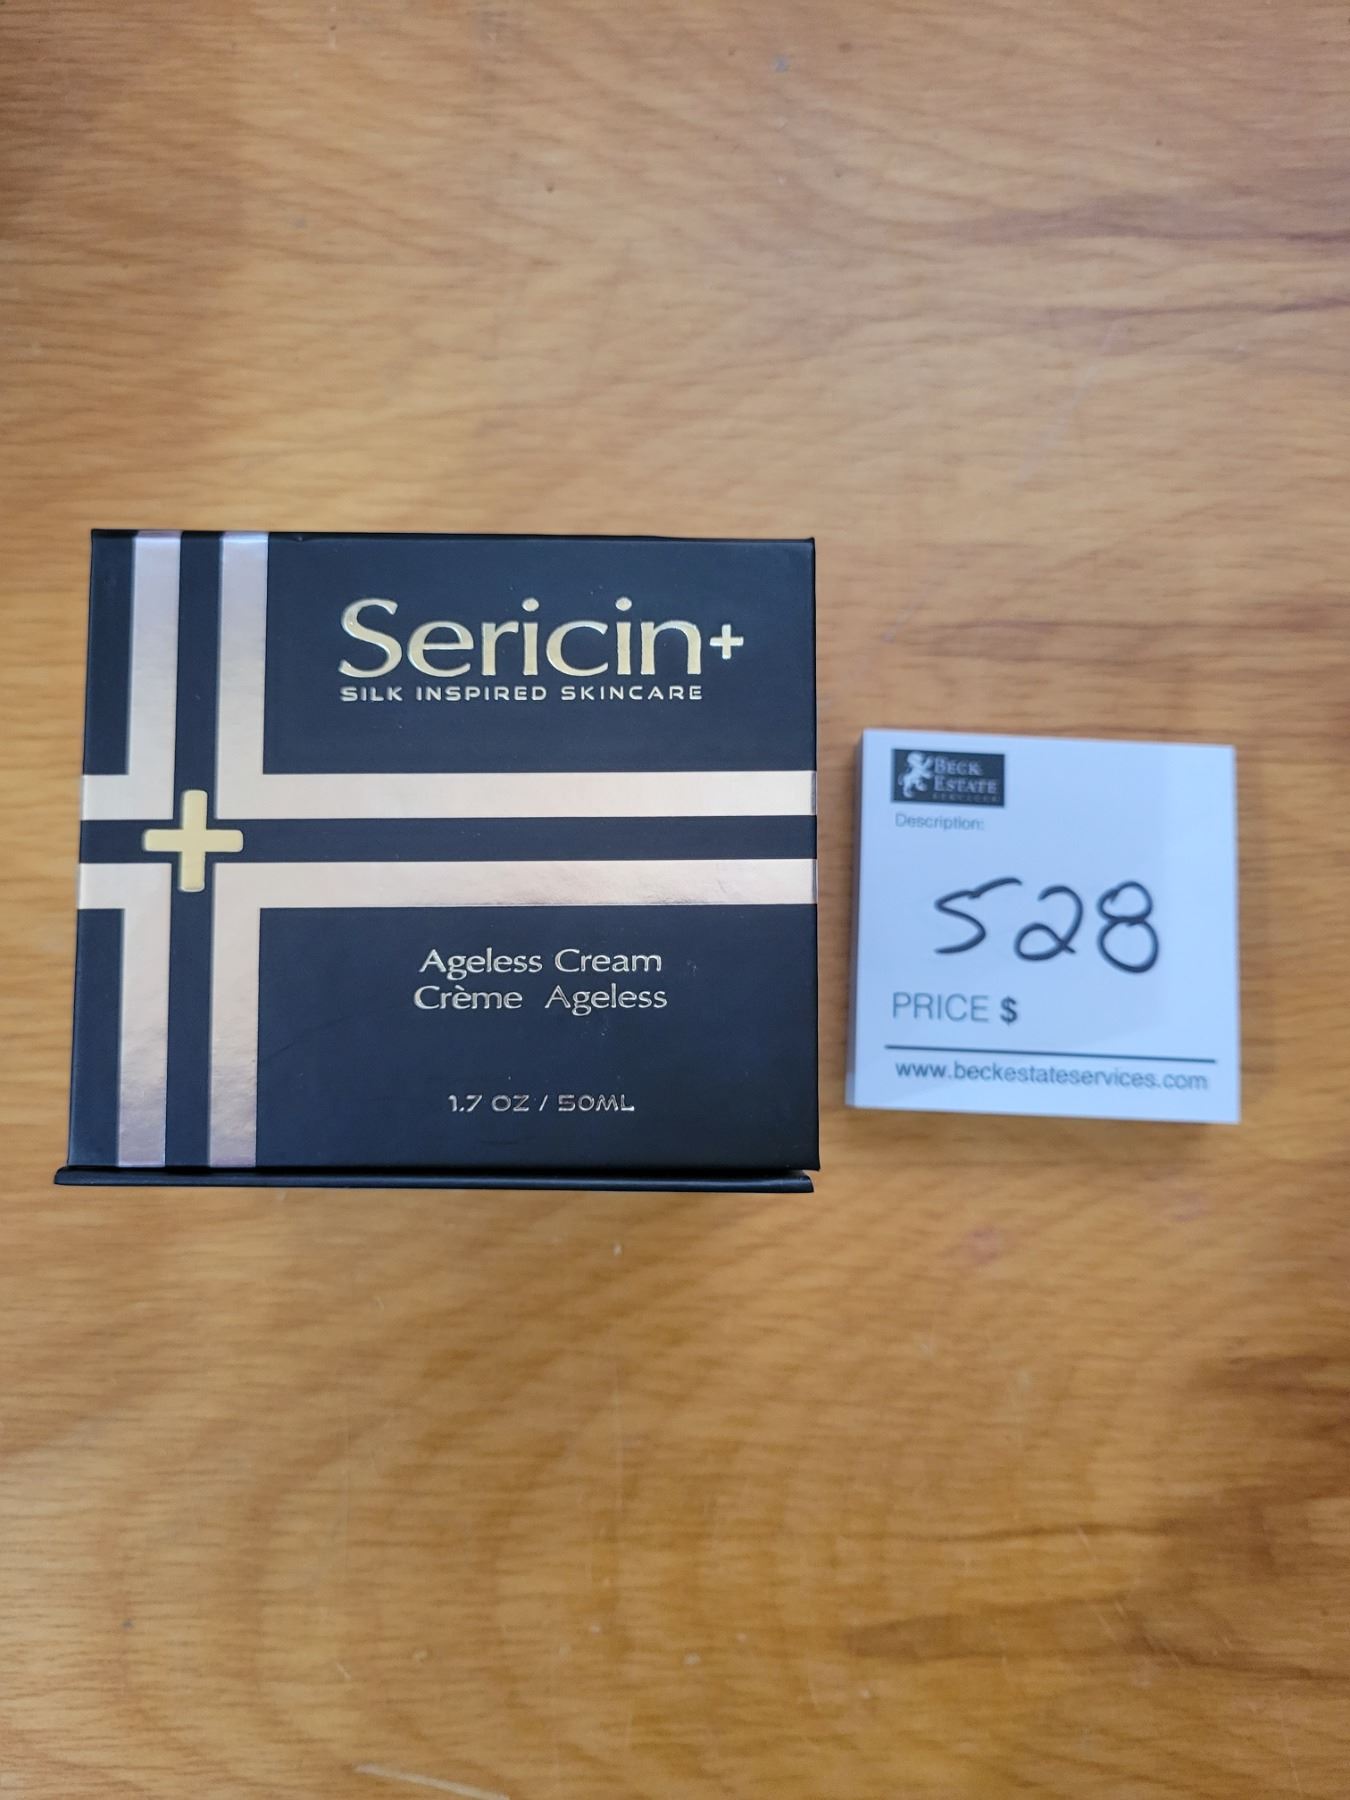 Sericin+
SILK INSPIRED SKINCARE
Ageless Cream
Crème Ageless
1.7 OZ / 50ML
BECK
ESTATE
SERVICES
Description:
528
PRICE $
www.beckestateservices.com